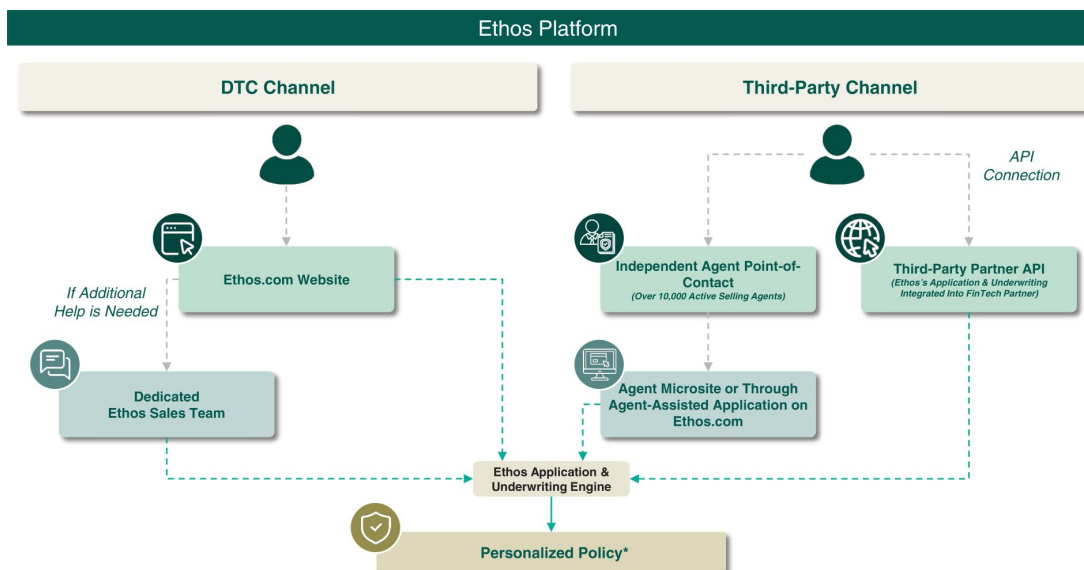 Ethos Platform
DTC Channel
Third-Party Channel
API
Connection
Ethos.com Website
If Additional
Help is Needed
Dedicated
Ethos Sales Team
Independent Agent Point-of-
Contact
(Over 10,000 Active Selling Agents)
Third-Party Partner API
(Ethos's Application & Underwriting
Integrated Into FinTech Partner)
Agent Microsite or Through
Agent-Assisted Application on
Ethos.com
Ethos Application &
Underwriting Engine
Personalized Policy*